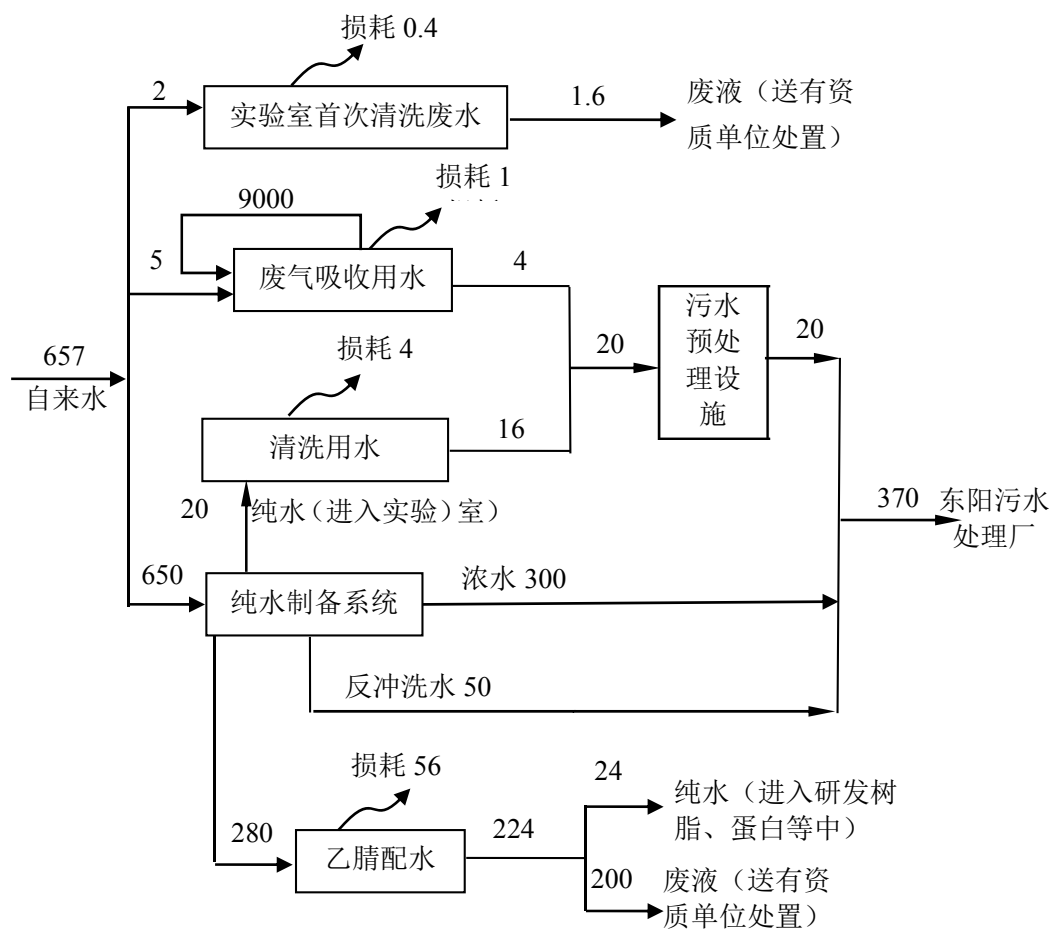 损耗 0.4
2
实验室首次清洗废水
1.6
废液（送有资
质单位处置）
损耗 1
9000
5
废气吸收用水
4
污水
预处
理设
施
20
20
657
自来水
损耗 4
清洗用水
16
20
纯水（进入实验）室）
370
东阳污水
处理厂
650
纯水制备系统
浓水 300
反冲洗水 50
损耗 56
280
乙腈配水
224
24
纯水（进入研发树
脂、蛋白等中）
200
废液（送有资
质单位处置）